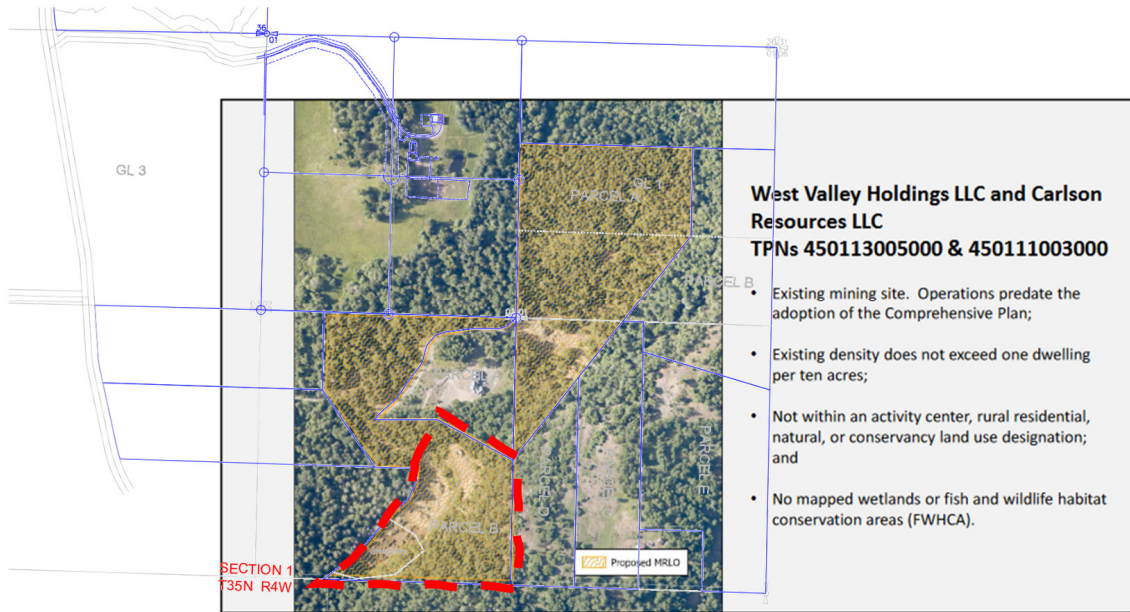 36
01
GL 3
GL 1
PARCEL A
West Valley Holdings LLC and Carlson
Resources LLC
TPNs 450113005000 & 450111003000
PARCEL B
• Existing mining site. Operations predate the
adoption of the Comprehensive Plan;
• Existing density does not exceed one dwelling
per ten acres;
• Not within an activity center, rural residential,
natural, or conservancy land use designation;
and
• No mapped wetlands or fish and wildlife habitat
conservation areas (FWHCA).
PARCEL D
PARCEL E
PARCEL B
Proposed MRLO
SECTION 1
T35N R4W